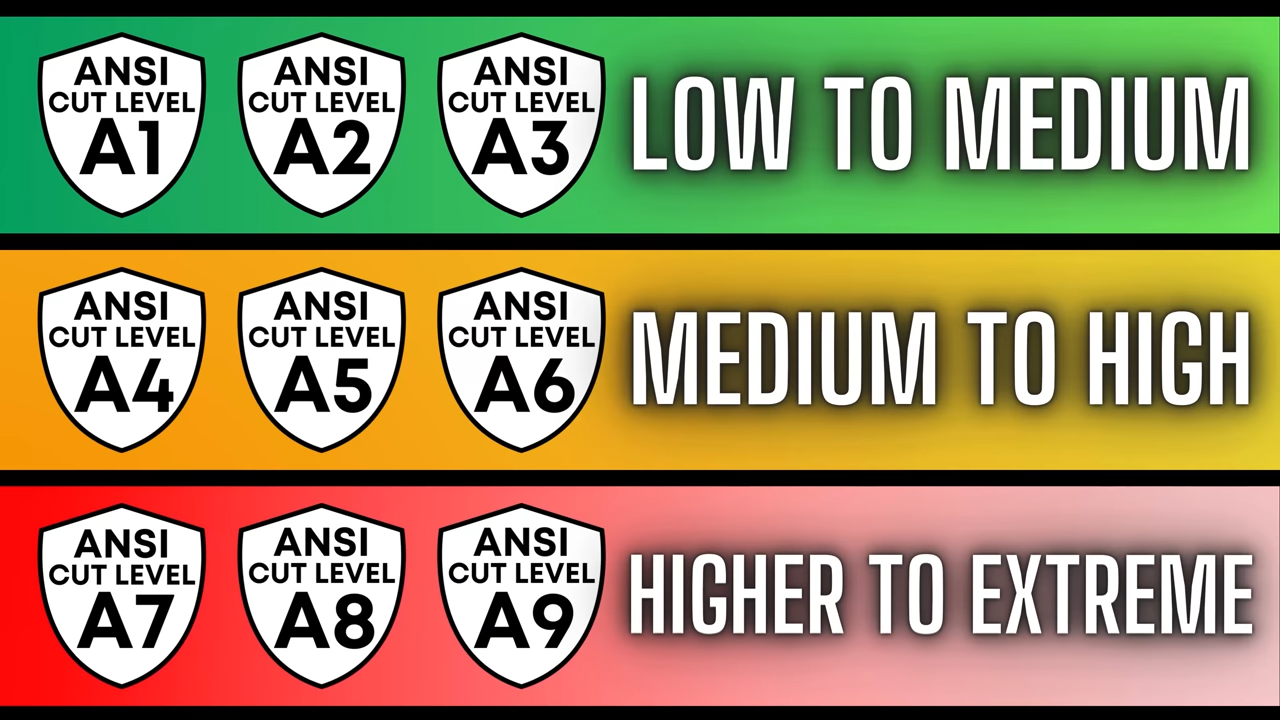 ANSI
CUT LEVEL
A1
ANSI
CUT LEVEL
A2
ANSI
CUT LEVEL
A3
LOW TO MEDIUM
ANSI
CUT LEVEL
A4
ANSI
CUT LEVEL
A5
ANSI
CUT LEVEL
A6
MEDIUM TO HIGH
ANSI
CUT LEVEL
A7
ANSI
CUT LEVEL
A8
ANSI
CUT LEVEL
A9
HIGHER TO EXTREME